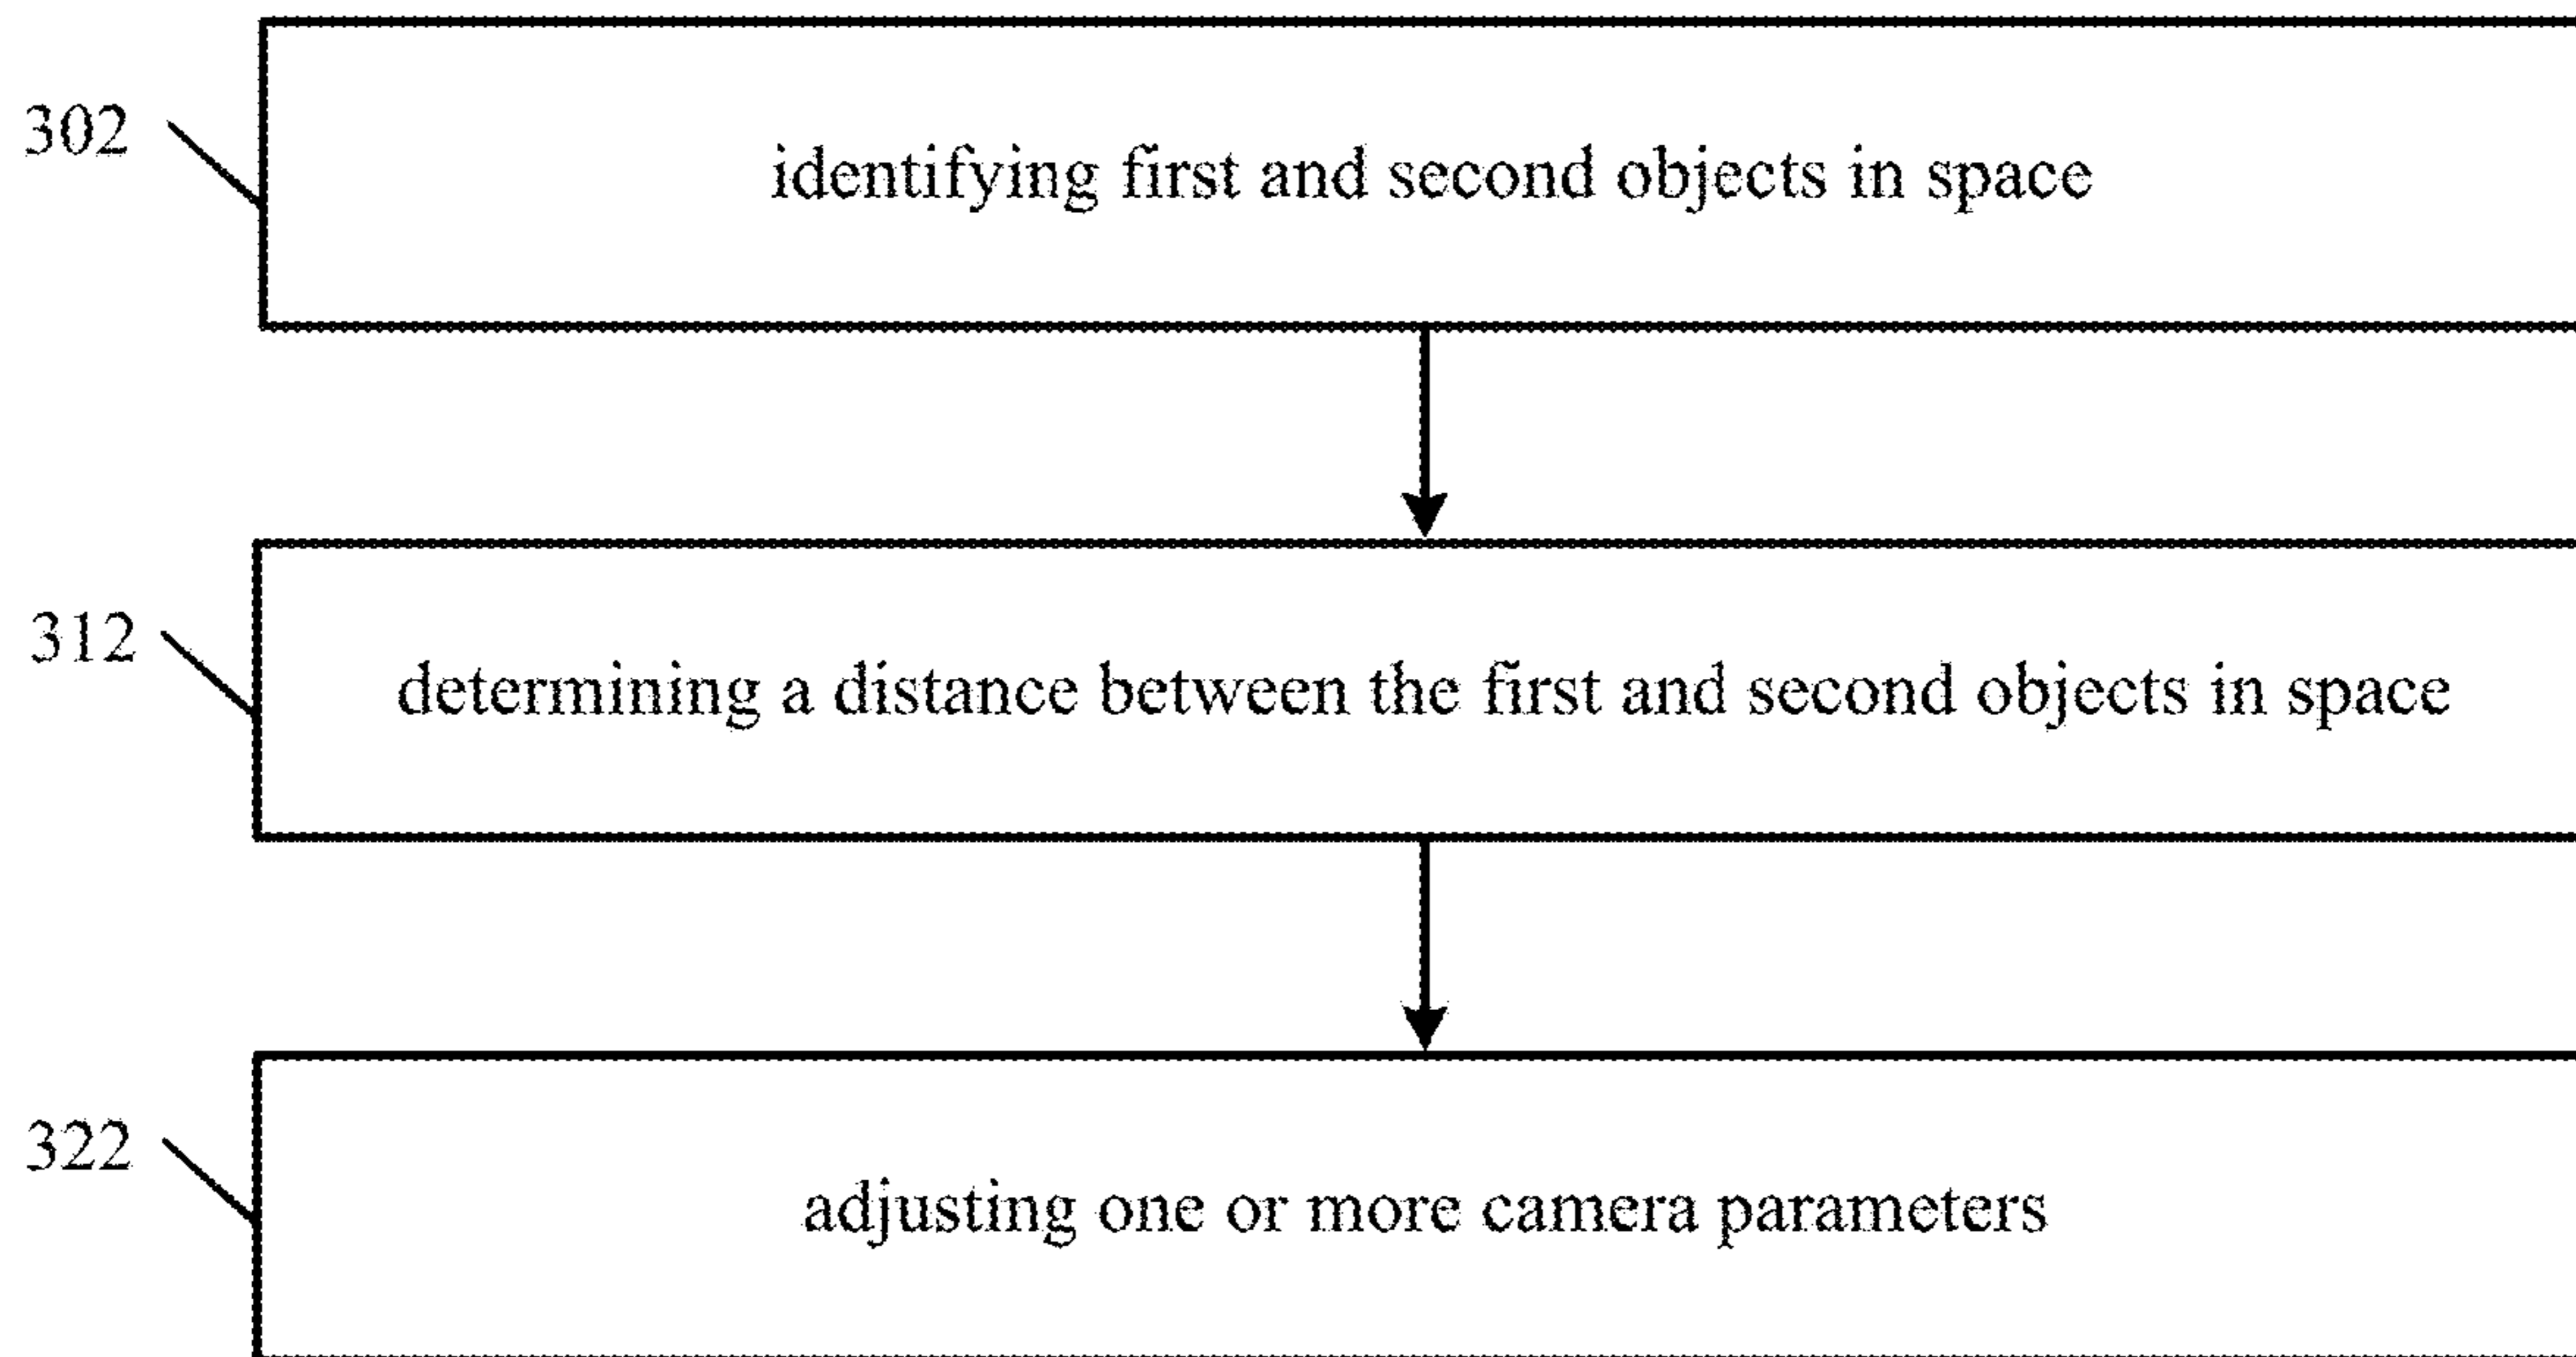 302
identifying first and second objects in space
312
determining a distance between the first and second objects in space
322
adjusting one or more camera parameters